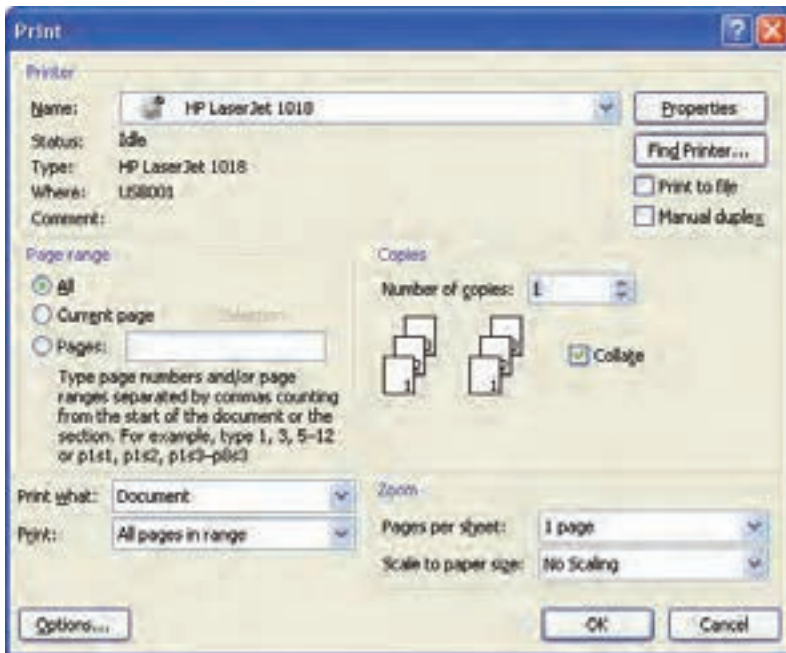 Print
Printer
Name: HP LaserJet 1018 Properties
Status: Idle Find Printer...
Type: HP LaserJet 1018
Where: USB001 Print to file
Comment: Manual duplex
Page range
All
Current page Selection
Pages:
Type page numbers and/or page
ranges separated by commas counting
from the start of the document or the
section. For example, type 1, 3, 5–12
or p1s1, p1s2, p1s3–p8s3
Copies
Number of copies: 1
1
1
Collate
Print what: Document
Print: All pages in range
Zoom
Pages per sheet: 1 page
Scale to paper size: No Scaling
Options... OK Cancel